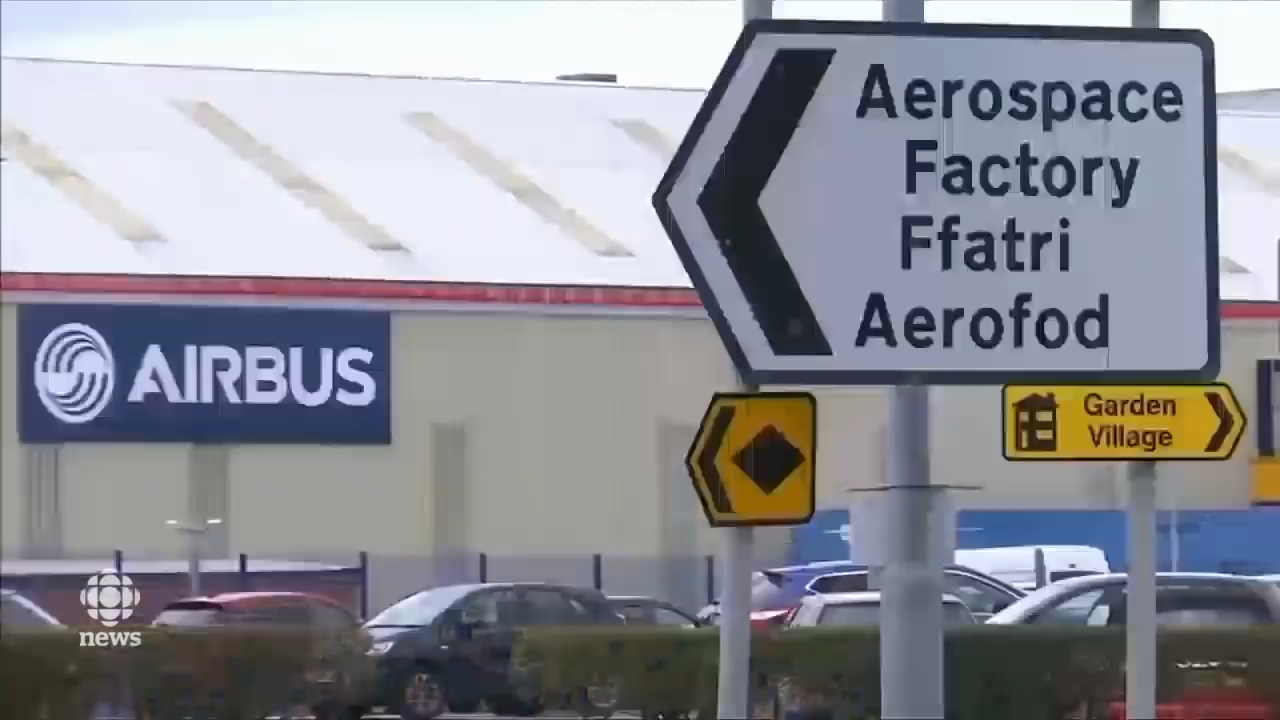 Aerospace
Factory
Ffatri
Aerofod
AIRBUS
Garden
Village
news